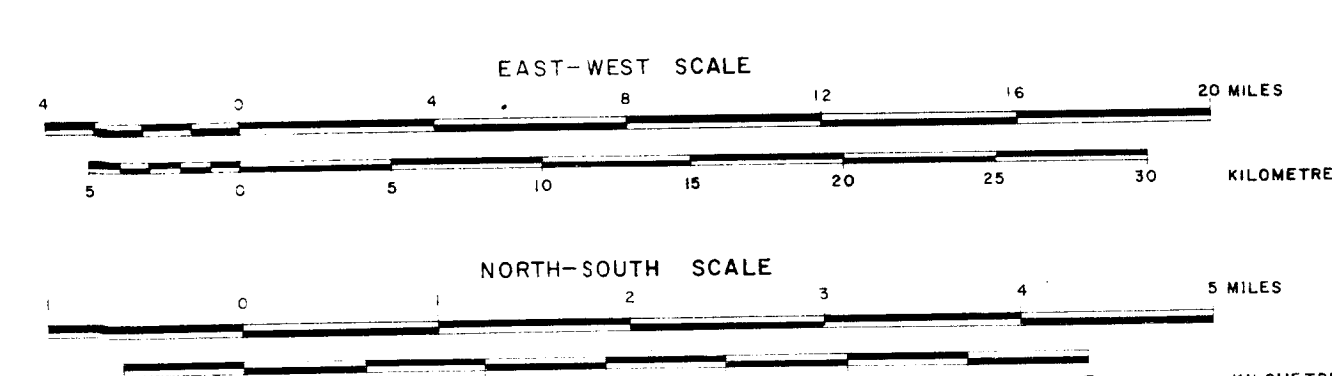 EAST-WEST SCALE
4 0 4 8 12 16 20 MILES
5 0 5 10 15 20 25 30 KILOMETRE
NORTH-SOUTH SCALE
1 0 1 2 3 4 5 MILES